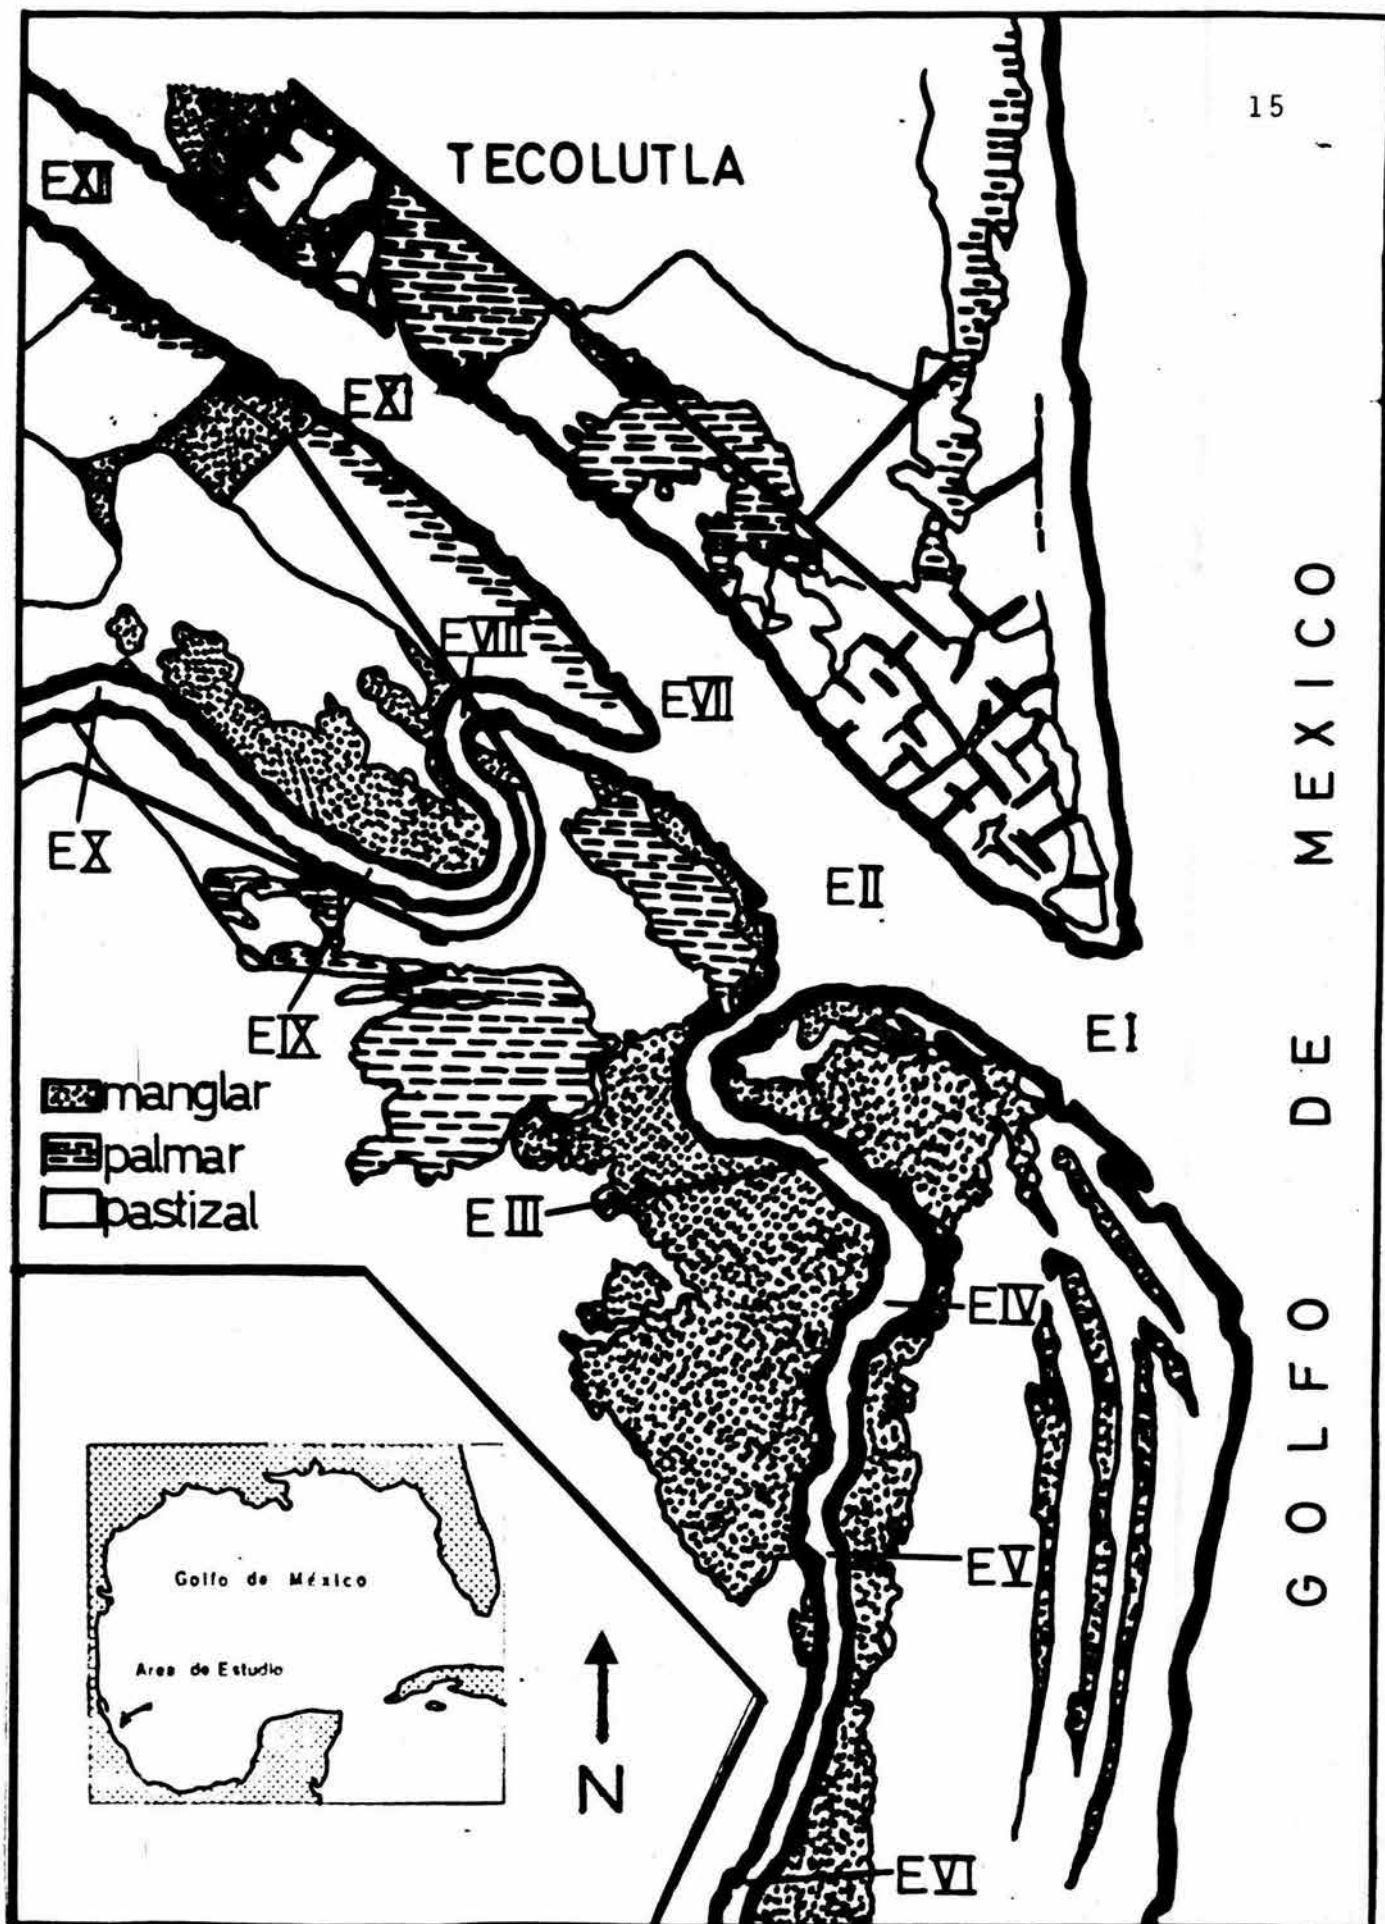 15
TECOLUTLA
EXII
EXI
EVIII
EVII
EX
EII
EIX
EI
manglar
palmar
pastizal
EIII
EIV
EV
EVI
GOLFO DE MEXICO
Golfo de México
Area de Estudio
N